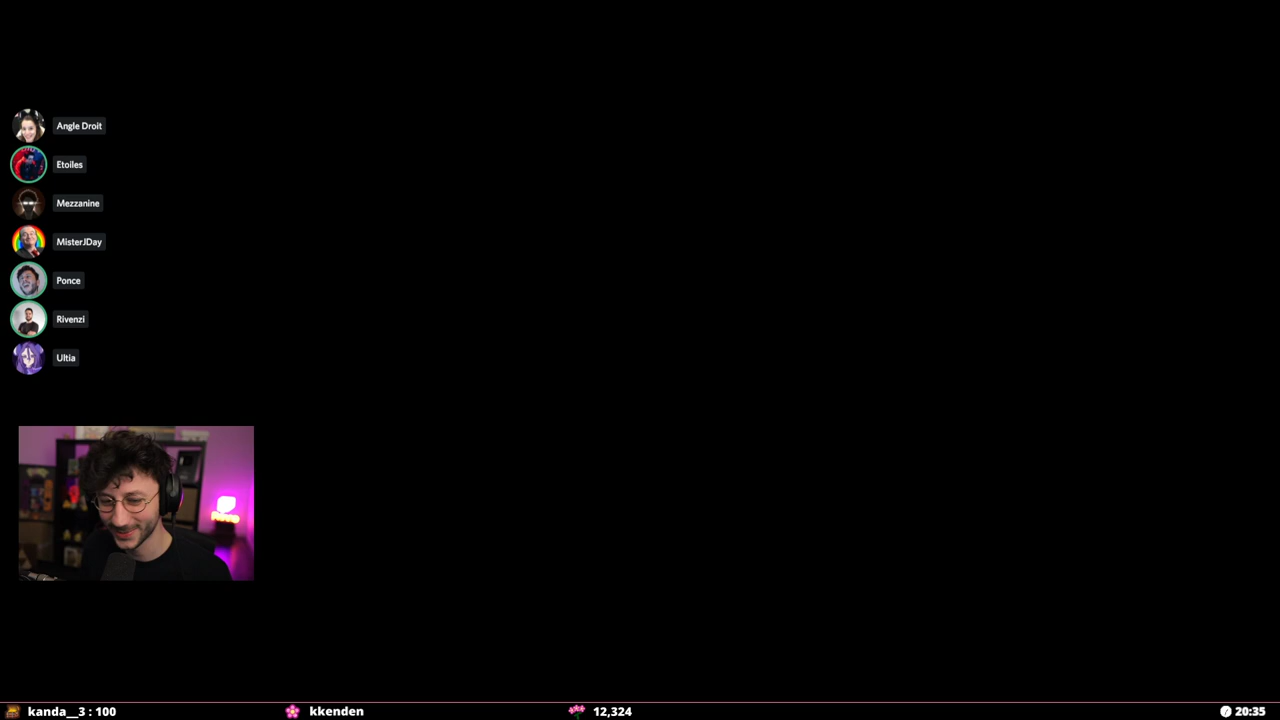 Angle Droit
Etoiles
Mezzanine
MisterJDay
Ponce
Rivenzi
Ultia
kanda__3 : 100
kkenden
12,324
20:35